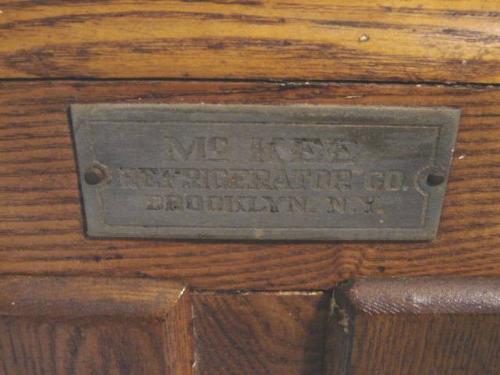 Mc KEE
REFRIGERATOR CO.
BROOKLYN. N.Y.